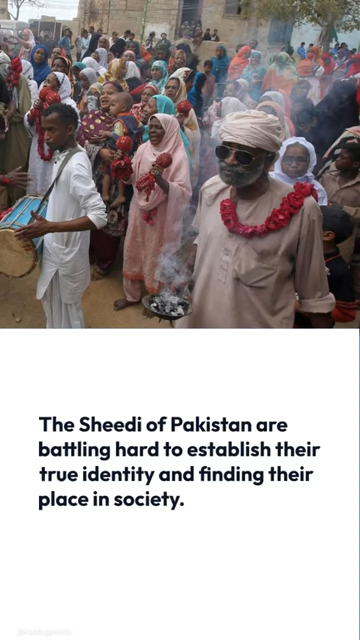 The Sheedi of Pakistan are
battling hard to establish their
true identity and finding their
place in society.